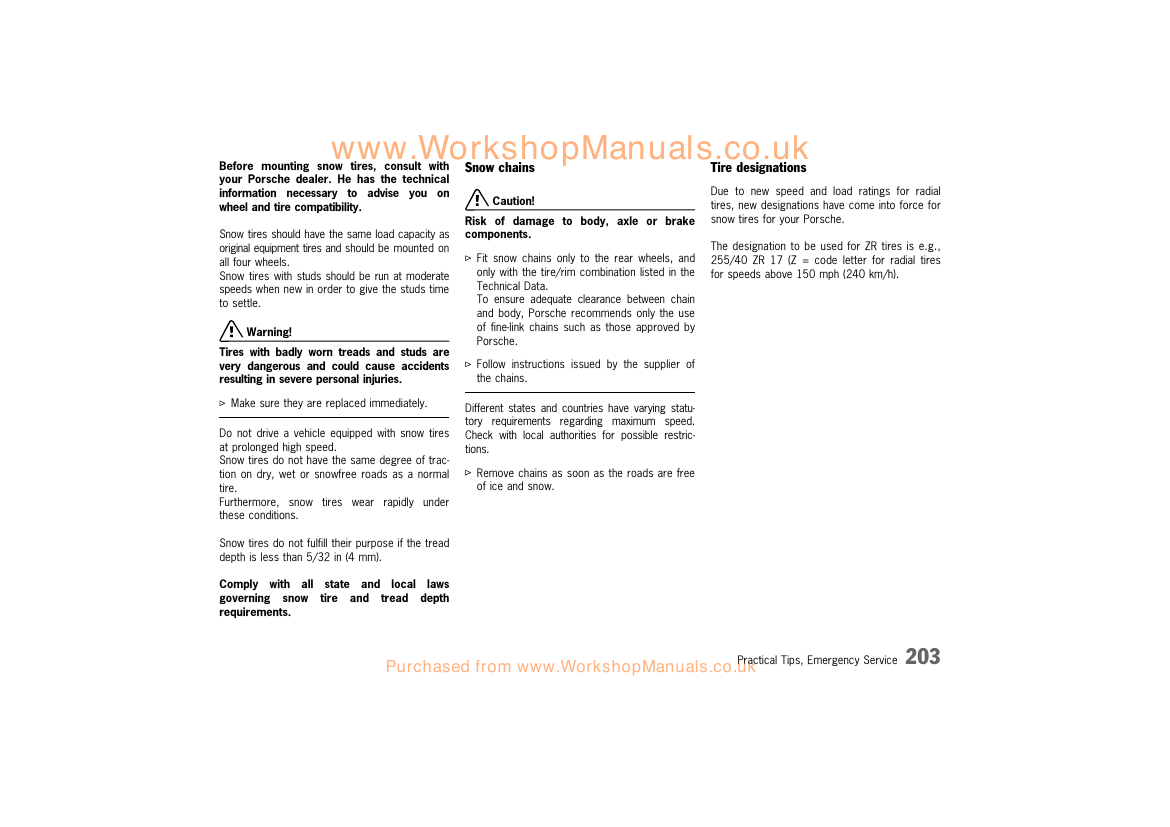 www.WorkshopManuals.co.uk
Before mounting snow tires, consult with
your Porsche dealer. He has the technical
information necessary to advise you on
wheel and tire compatibility.
Snow tires should have the same load capacity as
original equipment tires and should be mounted on
all four wheels.
Snow tires with studs should be run at moderate
speeds when new in order to give the studs time
to settle.
Warning!
Tires with badly worn treads and studs are
very dangerous and could cause accidents
resulting in severe personal injuries.
▷ Make sure they are replaced immediately.
Do not drive a vehicle equipped with snow tires
at prolonged high speed.
Snow tires do not have the same degree of trac-
tion on dry, wet or snowfree roads as a normal
tire.
Furthermore, snow tires wear rapidly under
these conditions.
Snow tires do not fulfill their purpose if the tread
depth is less than 5/32 in (4 mm).
Comply with all state and local laws
governing snow tire and tread depth
requirements.
Snow chains
Caution!
Risk of damage to body, axle or brake
components.
▷ Fit snow chains only to the rear wheels, and
only with the tire/rim combination listed in the
Technical Data.
To ensure adequate clearance between chain
and body, Porsche recommends only the use
of fine-link chains such as those approved by
Porsche.
▷ Follow instructions issued by the supplier of
the chains.
Different states and countries have varying statu-
tory requirements regarding maximum speed.
Check with local authorities for possible restric-
tions.
▷ Remove chains as soon as the roads are free
of ice and snow.
Tire designations
Due to new speed and load ratings for radial
tires, new designations have come into force for
snow tires for your Porsche.
The designation to be used for ZR tires is e.g.,
255/40 ZR 17 (Z = code letter for radial tires
for speeds above 150 mph (240 km/h).
Practical Tips, Emergency Service 203
Purchased from www.WorkshopManuals.co.uk